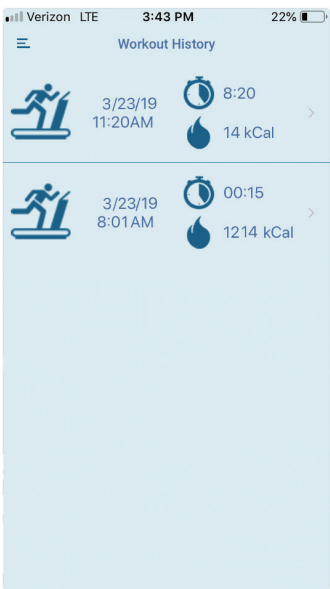 Verizon LTE 3:43 PM 22%
Workout History
3/23/19
11:20AM
8:20
14 kCal
3/23/19
8:01AM
00:15
1214 kCal